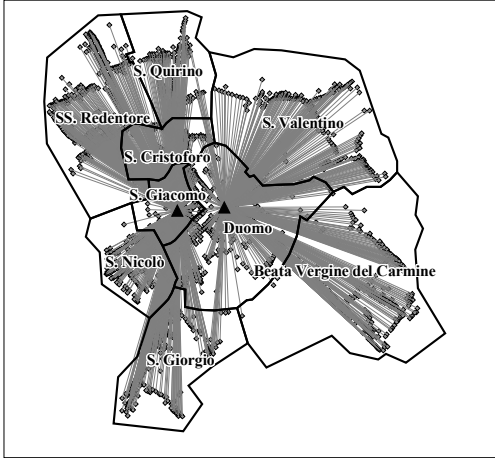 S. Quirino
SS. Redentore
S. Valentino
S. Cristoforo
S. Giacomo
Duomo
S. Nicolò
Beata Vergine del Carmine
S. Giorgio